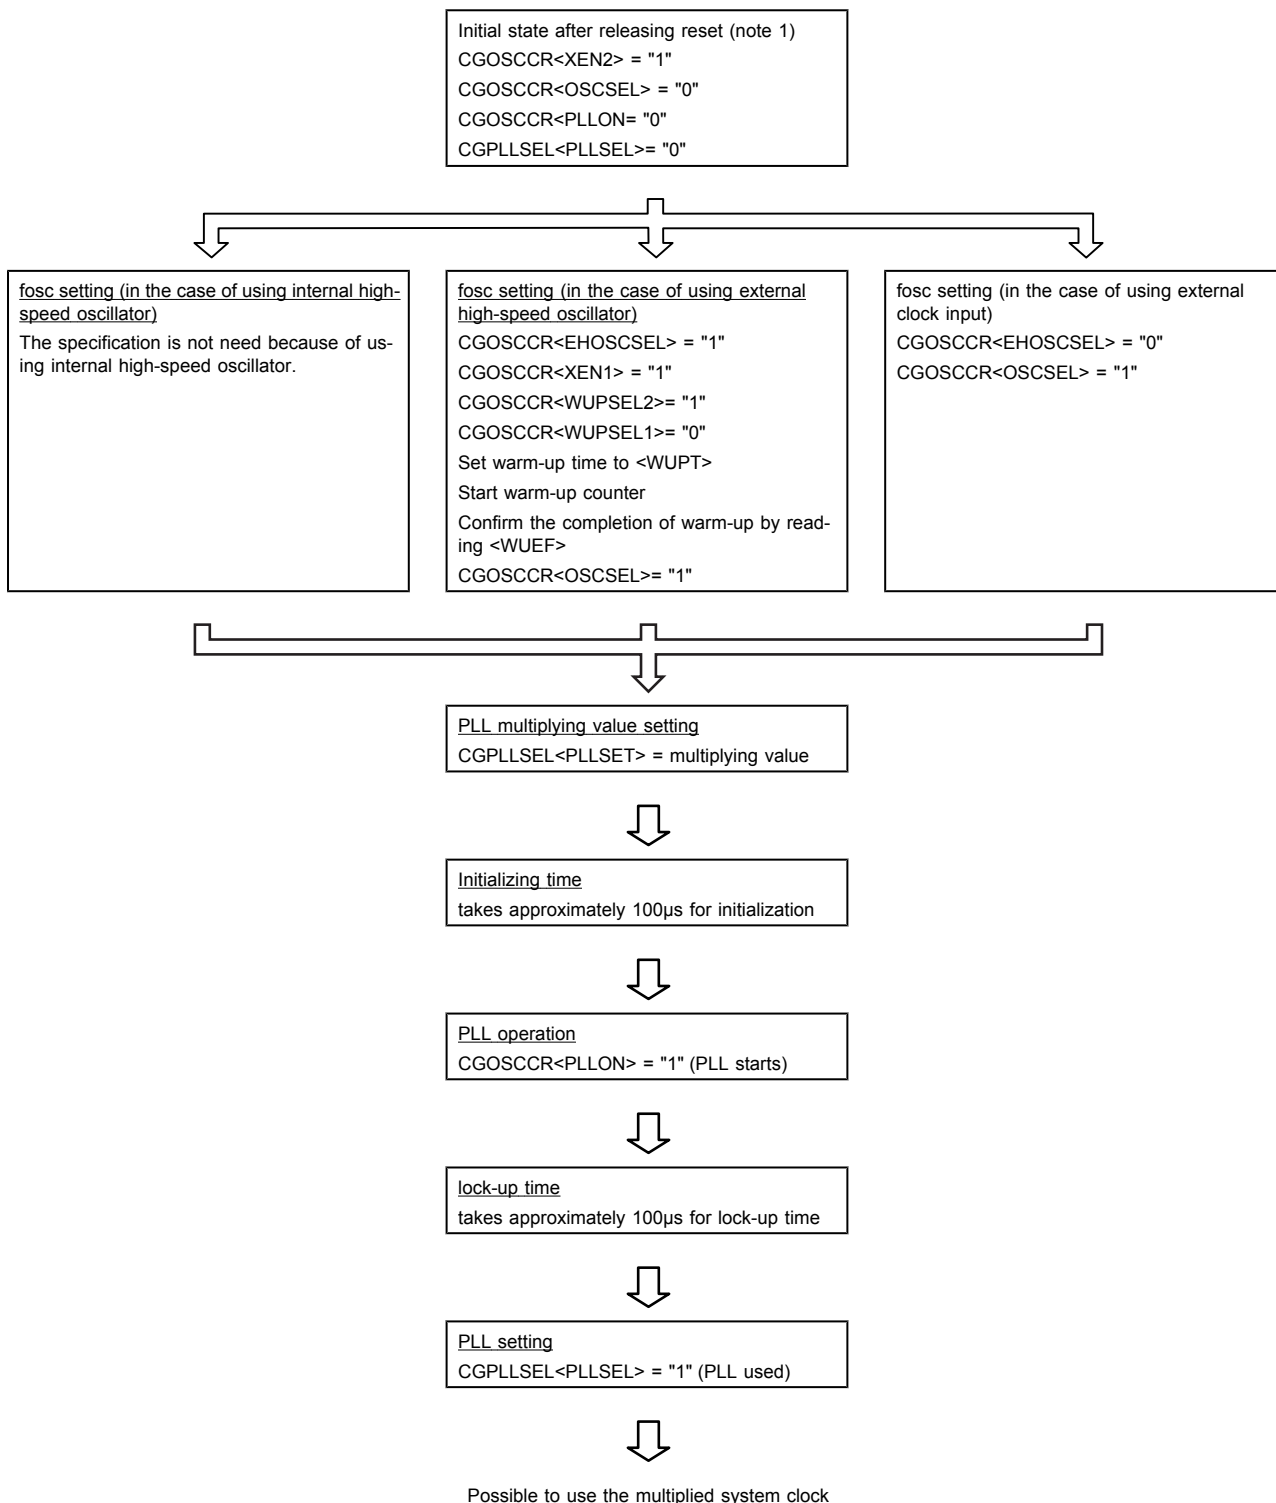 Initial state after releasing reset (note 1)
CGOSCCR<XEN2> = "1"
CGOSCCR<OSCSEL> = "0"
CGOSCCR<PLLON= "0"
CGPLLSEL<PLLSEL>= "0"
fosc setting (in the case of using internal high-
speed oscillator)
The specification is not need because of us-
ing internal high-speed oscillator.
fosc setting (in the case of using external
high-speed oscillator)
CGOSCCR<EHOSCSEL> = "1"
CGOSCCR<XEN1> = "1"
CGOSCCR<WUPSEL2>= "1"
CGOSCCR<WUPSEL1>= "0"
Set warm-up time to <WUPT>
Start warm-up counter
Confirm the completion of warm-up by read-
ing <WUEF>
CGOSCCR<OSCSEL>= "1"
fosc setting (in the case of using external
clock input)
CGOSCCR<EHOSCSEL> = "0"
CGOSCCR<OSCSEL> = "1"
PLL multiplying value setting
CGPLLSEL<PLLSET> = multiplying value
Initializing time
takes approximately 100μs for initialization
PLL operation
CGOSCCR<PLLON> = "1" (PLL starts)
lock-up time
takes approximately 100μs for lock-up time
PLL setting
CGPLLSEL<PLLSEL> = "1" (PLL used)
Possible to use the multiplied system clock